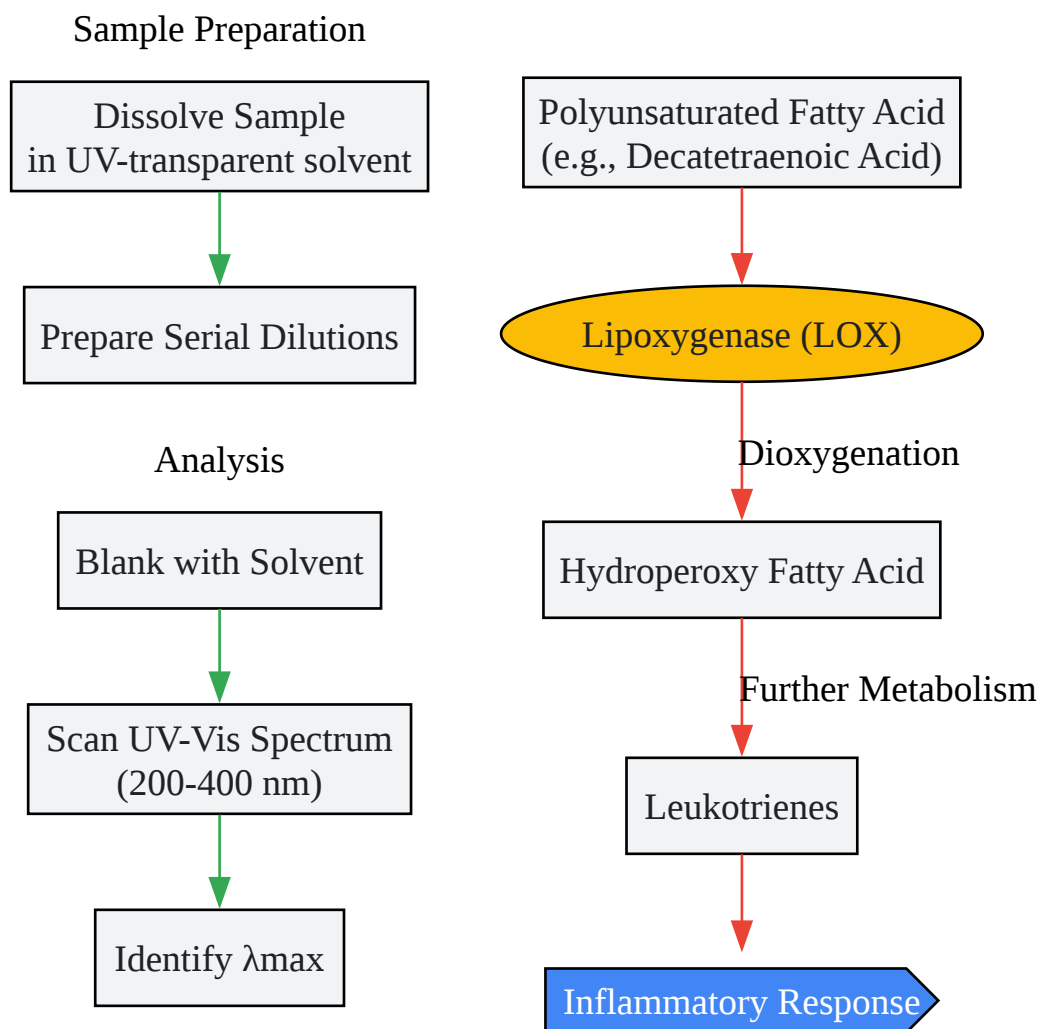 Sample Preparation
Dissolve Sample
in UV-transparent solvent
Prepare Serial Dilutions
Analysis
Blank with Solvent
Scan UV-Vis Spectrum
(200-400 nm)
Identify λmax
Polyunsaturated Fatty Acid
(e.g., Decatetraenoic Acid)
Lipoxygenase (LOX)
Dioxygenation
Hydroperoxy Fatty Acid
Further Metabolism
Leukotrienes
Inflammatory Response